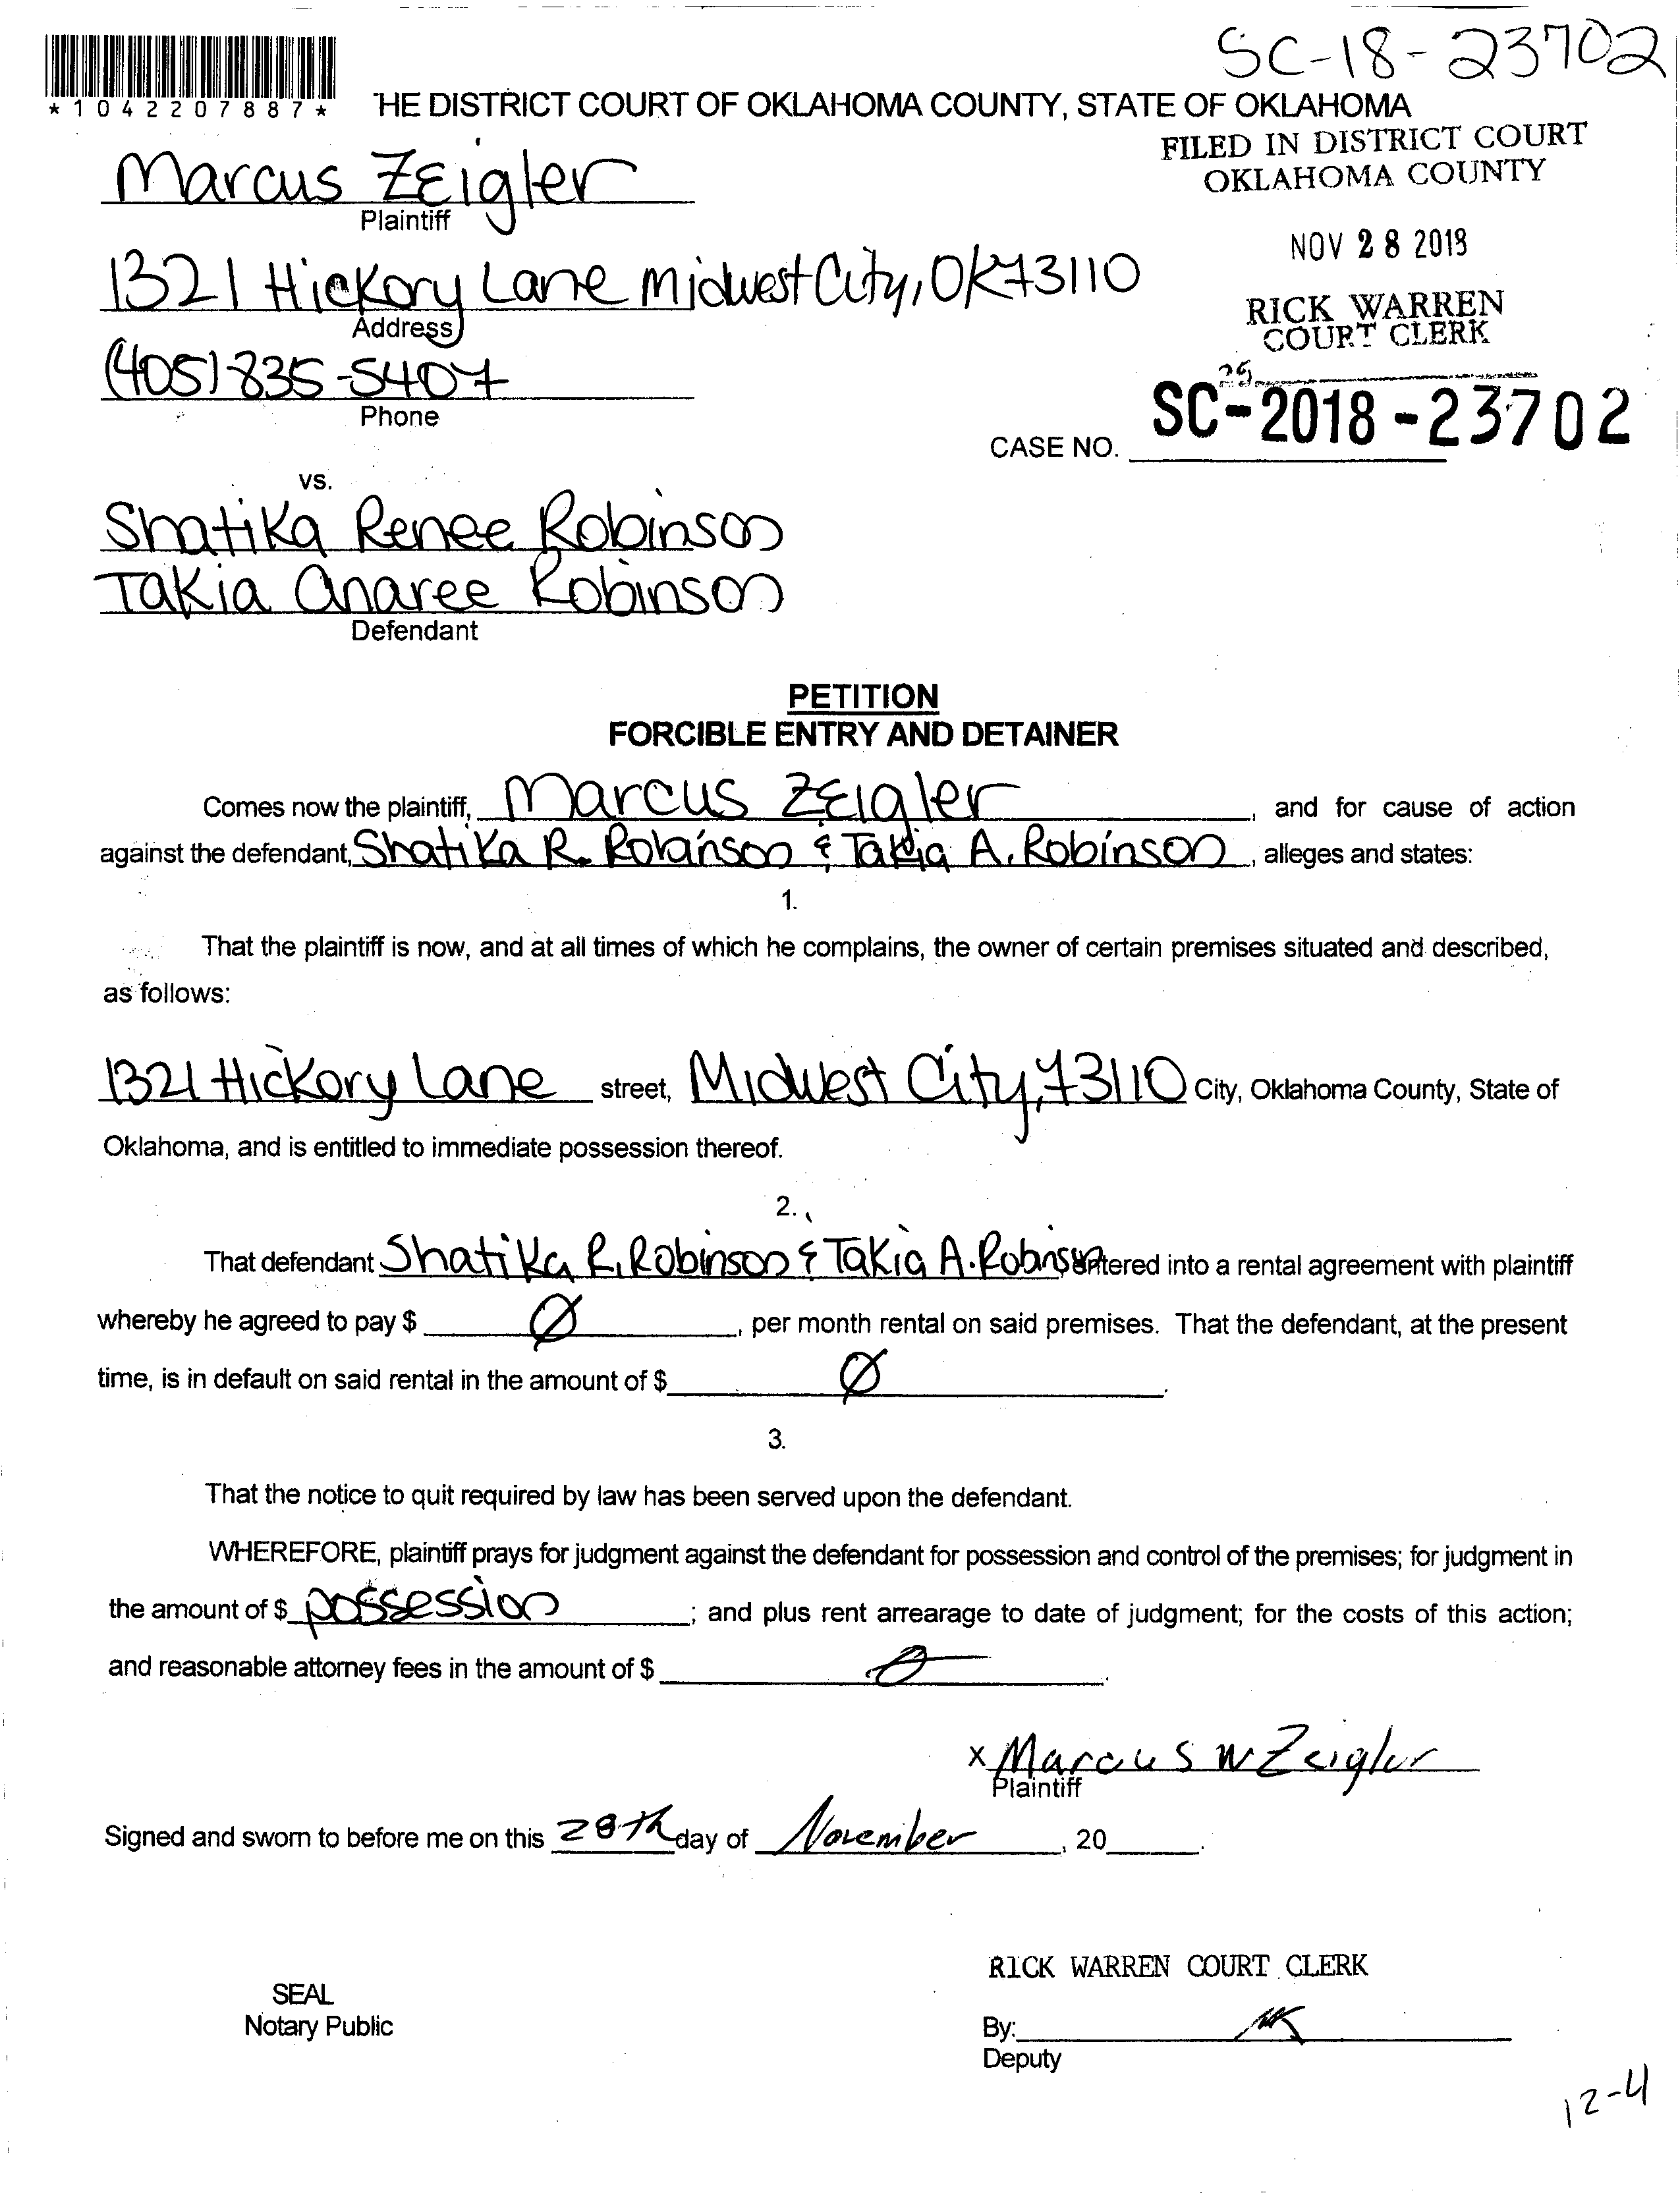 SC-18-23702
*1042207887*
HE DISTRICT COURT OF OKLAHOMA COUNTY, STATE OF OKLAHOMA
FILED IN DISTRICT COURT
OKLAHOMA COUNTY
Marcus Zeigler
Plaintiff
NOV 28 2018
1321 Hickory Lane Midwest City, OK 73110
Address
RICK WARREN
COURT CLERK
(405) 835-5407
Phone
25
CASE NO. SC-2018-23702
vs.
Shatika Renee Robinson
Takia Anaree Robinson
Defendant
PETITION
FORCIBLE ENTRY AND DETAINER
Comes now the plaintiff, Marcus Zeigler, and for cause of action
against the defendant, Shatika R. Robinson & Takia A. Robinson, alleges and states:
1.
That the plaintiff is now, and at all times of which he complains, the owner of certain premises situated and described,
as follows:
1321 Hickory Lane street, Midwest City, 73110 City, Oklahoma County, State of
Oklahoma, and is entitled to immediate possession thereof.
2.
That defendant Shatika R. Robinson & Takia A. Robinson entered into a rental agreement with plaintiff
whereby he agreed to pay $ Ø, per month rental on said premises. That the defendant, at the present
time, is in default on said rental in the amount of $ Ø.
3.
That the notice to quit required by law has been served upon the defendant.
WHEREFORE, plaintiff prays for judgment against the defendant for possession and control of the premises; for judgment in
the amount of $ possession; and plus rent arrearage to date of judgment; for the costs of this action;
and reasonable attorney fees in the amount of $ Ø.
x Marcus W Zeigler
Plaintiff
Signed and sworn to before me on this 28th day of November, 20 .
RICK WARREN COURT CLERK
SEAL
Notary Public
By:
Deputy
12-4